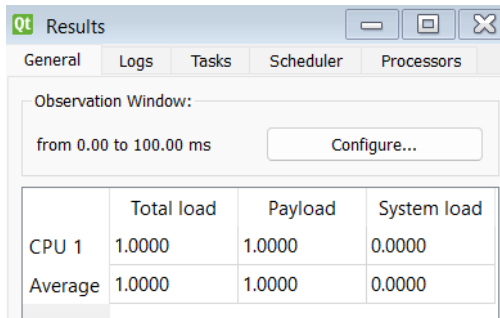 Qt Results
General Logs Tasks Scheduler Processors
Observation Window:
from 0.00 to 100.00 ms Configure...
Total load Payload System load
CPU 1 1.0000 1.0000 0.0000
Average 1.0000 1.0000 0.0000